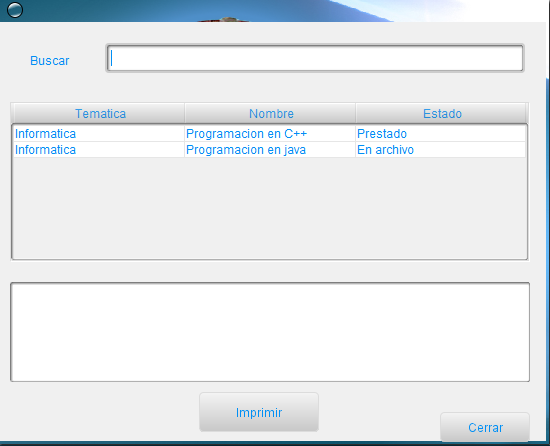 Buscar
Tematica Nombre Estado
Informatica Programacion en C++ Prestado
Informatica Programacion en java En archivo
Imprimir
Cerrar